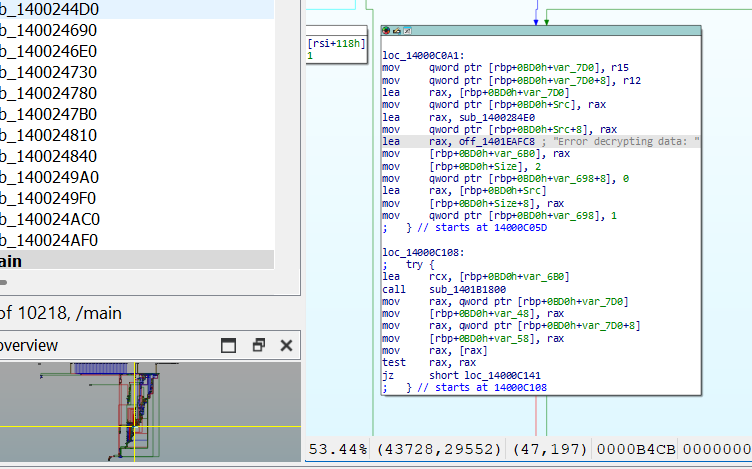 b_1400244D0
b_140024690
b_1400246E0
b_140024730
b_140024780
b_1400247B0
b_140024810
b_140024840
b_1400249A0
b_1400249F0
b_140024AC0
b_140024AF0
ain
of 10218, /main
overview
[rsi+118h]
1
loc_14000C0A1:
mov qword ptr [rbp+0BD0h+var_7D0], r15
mov qword ptr [rbp+0BD0h+var_7D0+8], r12
lea rax, [rbp+0BD0h+var_7D0]
mov qword ptr [rbp+0BD0h+Src], rax
lea rax, sub_1400284E0
mov qword ptr [rbp+0BD0h+Src+8], rax
lea rax, off_1401EAFC8 ; "Error decrypting data: "
mov [rbp+0BD0h+var_6B0], rax
mov [rbp+0BD0h+Size], 2
mov qword ptr [rbp+0BD0h+var_698+8], 0
lea rax, [rbp+0BD0h+Src]
mov [rbp+0BD0h+Size+8], rax
mov qword ptr [rbp+0BD0h+var_698], 1
; } // starts at 14000C05D
loc_14000C108:
; try {
lea rcx, [rbp+0BD0h+var_6B0]
call sub_1401B1800
mov rax, qword ptr [rbp+0BD0h+var_7D0]
mov [rbp+0BD0h+var_48], rax
mov rax, qword ptr [rbp+0BD0h+var_7D0+8]
mov [rbp+0BD0h+var_58], rax
mov rax, [rax]
test rax, rax
jz short loc_14000C141
; } // starts at 14000C108
53.44% (43728,29552) (47,197) 0000B4CB 0000000